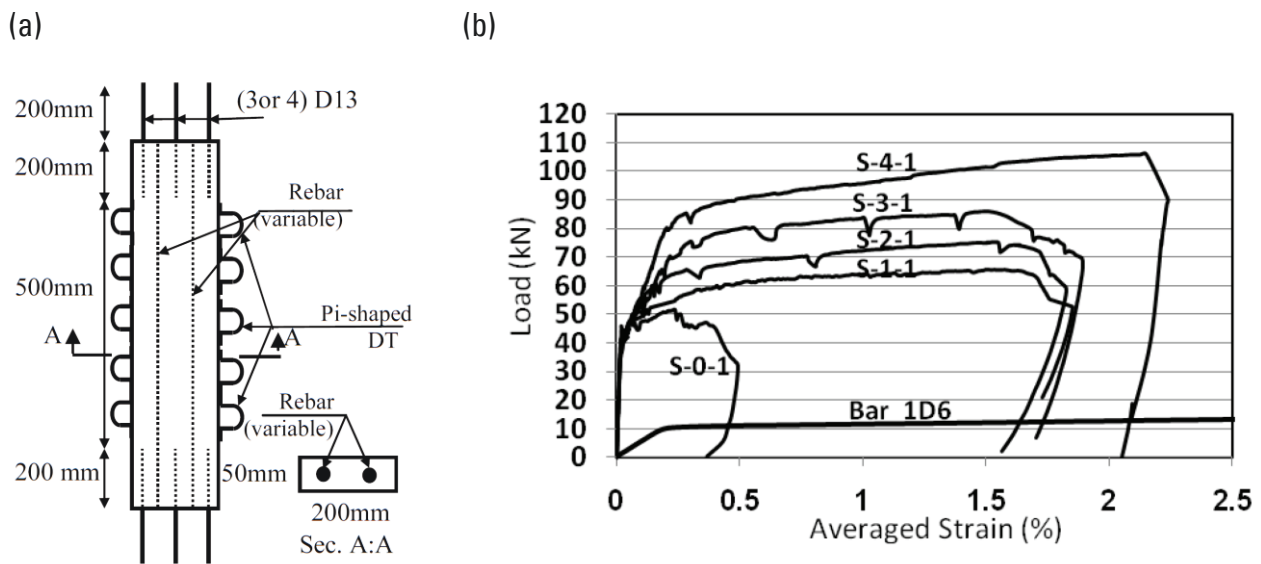 (a)
200mm
(3or 4) D13
200mm
Rebar
(variable)
500mm
Pi-shaped
DT
A
A
Rebar
(variable)
200 mm
50mm
200mm
Sec. A:A
(b)
Load (kN)
120
110
100
90
80
70
60
50
40
30
20
10
0
S-4-1
S-3-1
S-2-1
S-1-1
S-0-1
Bar 1D6
0
0.5
1
1.5
2
2.5
Averaged Strain (%)